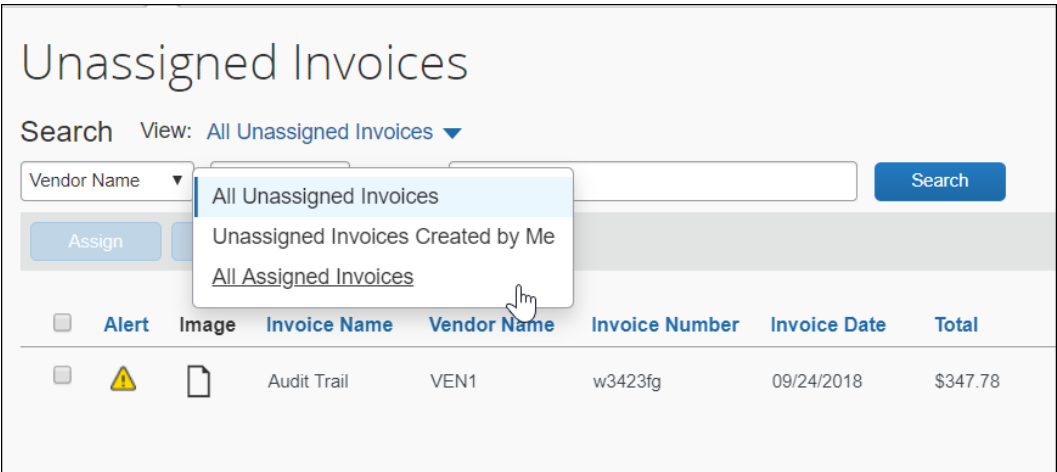 Unassigned Invoices
Search View: All Unassigned Invoices
Vendor Name Search
All Unassigned Invoices
Assign
Unassigned Invoices Created by Me
All Assigned Invoices
Alert Image Invoice Name Vendor Name Invoice Number Invoice Date Total
Audit Trail VEN1 w3423fg 09/24/2018 $347.78